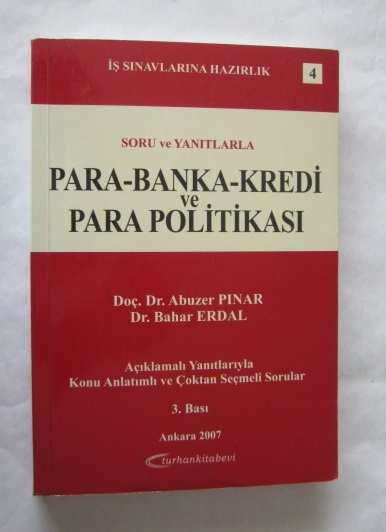 İŞ SINAVLARINA HAZIRLIK
4
SORU ve YANITLARLA
PARA-BANKA-KREDİ
ve
PARA POLİTİKASI
Doç. Dr. Abuzer PINAR
Dr. Bahar ERDAL
Açıklamalı Yanıtlarıyla
Konu Anlatımlı ve Çoktan Seçmeli Sorular
3. Bası
Ankara 2007
turhankitabevi